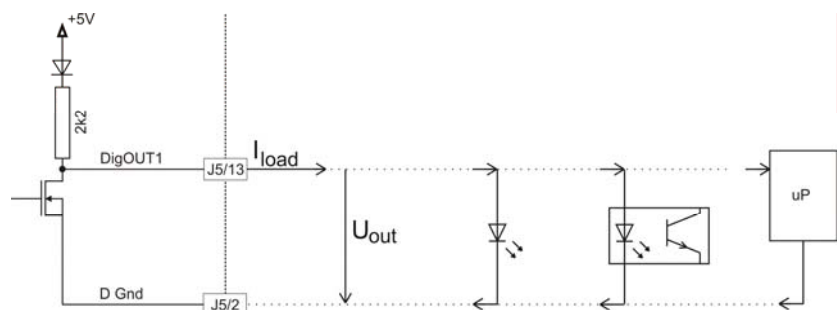 +5V
2k2
DigOUT1
J5/13
Iload
uP
Uout
D Gnd
J5/2